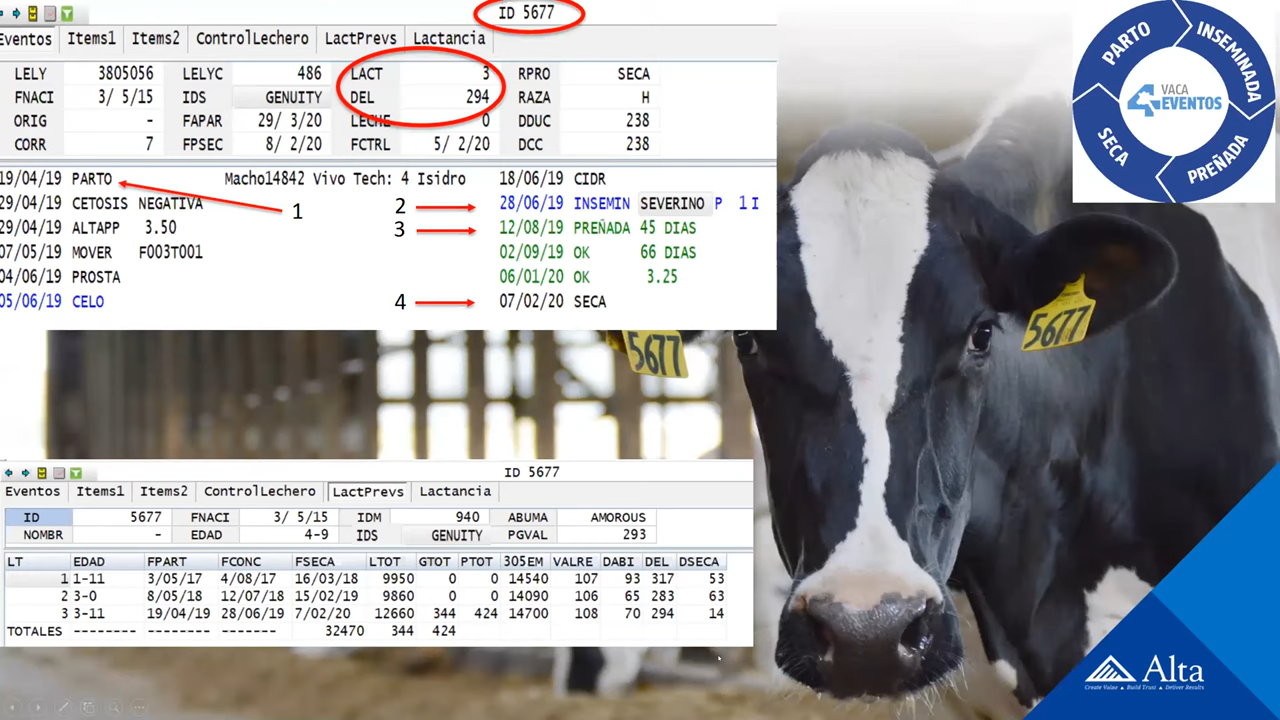 ID 5677
Eventos Items1 Items2 ControlLechero LactPrevs Lactancia
LELY 3805056 LELYC 486 LACT 3 RPRO SECA
FNACI 3/ 5/15 IDS GENUITY DEL 294 RAZA H
ORIG - FAPAR 29/ 3/20 LECHE 0 DDUC 238
CORR 7 FPSEC 8/ 2/20 FCTRL 5/ 2/20 DCC 238
19/04/19 PARTO Macho14842 Vivo Tech: 4 Isidro 18/06/19 CIDR
29/04/19 CETOSIS NEGATIVA 1 2 28/06/19 INSEMIN SEVERINO P 1 I
29/04/19 ALTAPP 3.50 3 12/08/19 PREÑADA 45 DIAS
07/05/19 MOVER F003T001 02/09/19 OK 66 DIAS
04/06/19 PROSTA 06/01/20 OK 3.25
05/06/19 CELO 4 07/02/20 SECA
PARTO
INSEMINADA
PREÑADA
SECA
4 VACA
EVENTOS
5677
5677
ID 5677
Eventos Items1 Items2 ControlLechero LactPrevs Lactancia
ID 5677 FNACI 3/ 5/15 IDM 940 ABUMA AMOROUS
NOMBR - EDAD 4-9 IDS GENUITY PGVAL 293
LT EDAD FPART FCONC FSECA LTOT GTOT PTOT 305EM VALRE DABI DEL DSECA
1 1-11 3/05/17 4/08/17 16/03/18 9950 0 0 14540 107 93 317 53
2 3-0 8/05/18 12/07/18 15/02/19 9860 0 0 14090 106 65 283 63
3 3-11 19/04/19 28/06/19 7/02/20 12660 344 424 14700 108 70 294 14
TOTALES -------- -------- ------- 32470 344 424
Alta
Create Value ▲ Build Trust ▲ Deliver Results